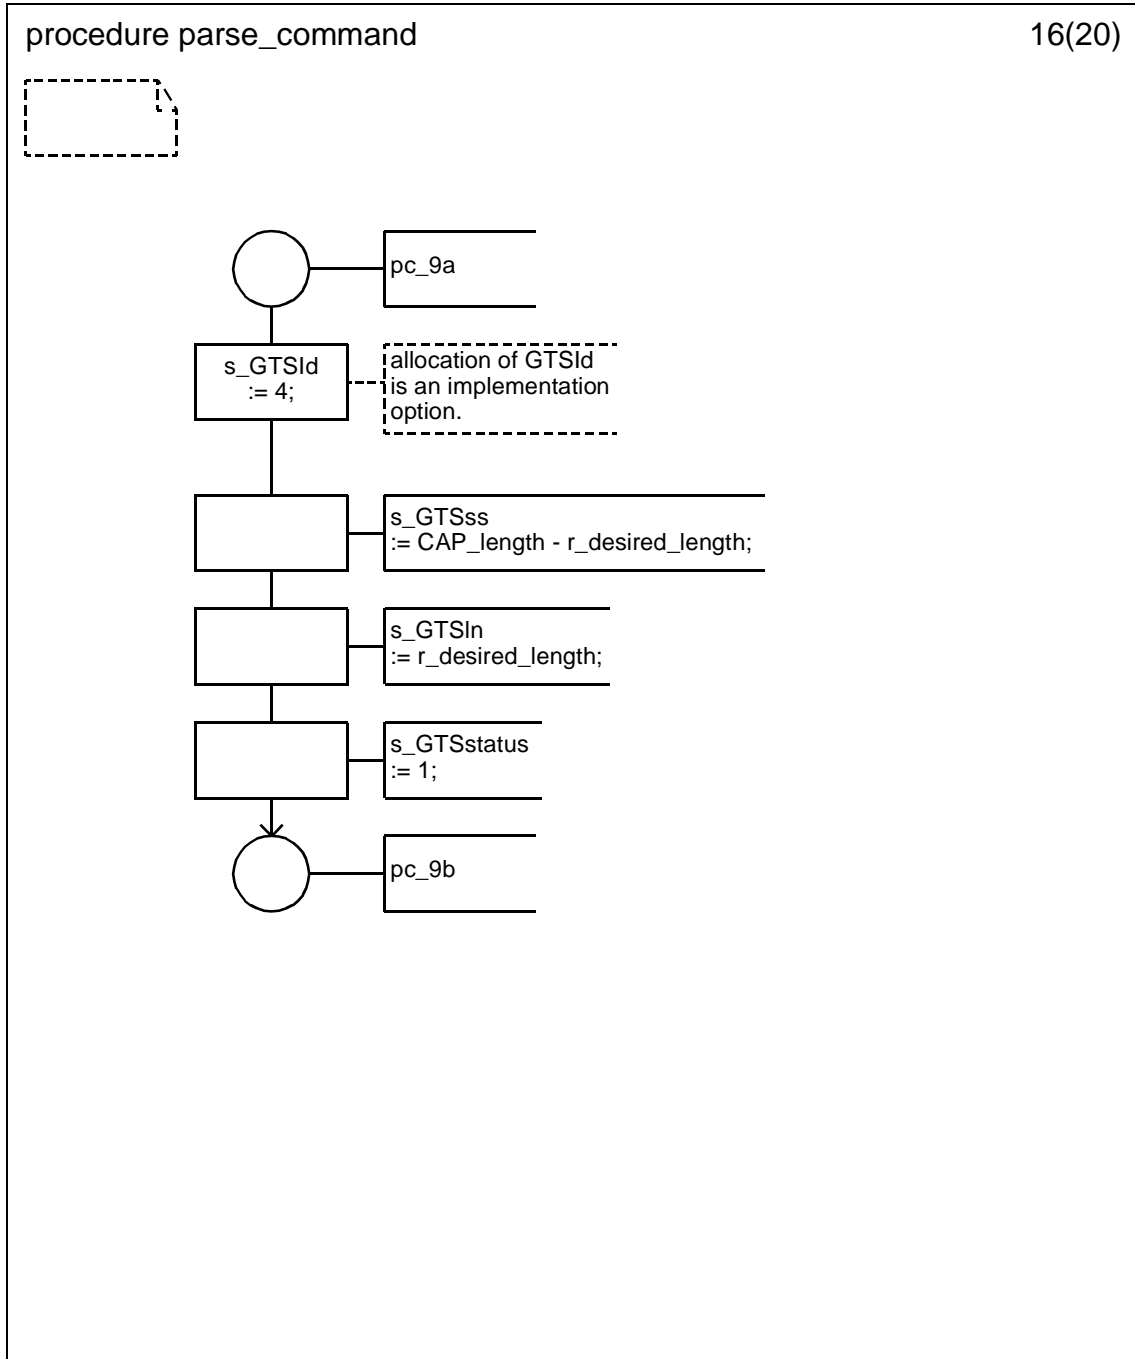 procedure parse_command
16(20)
pc_9a
s_GTSId
:= 4;
allocation of GTSId
is an implementation
option.
s_GTSss
:= CAP_length - r_desired_length;
s_GTSln
:= r_desired_length;
s_GTSstatus
:= 1;
pc_9b